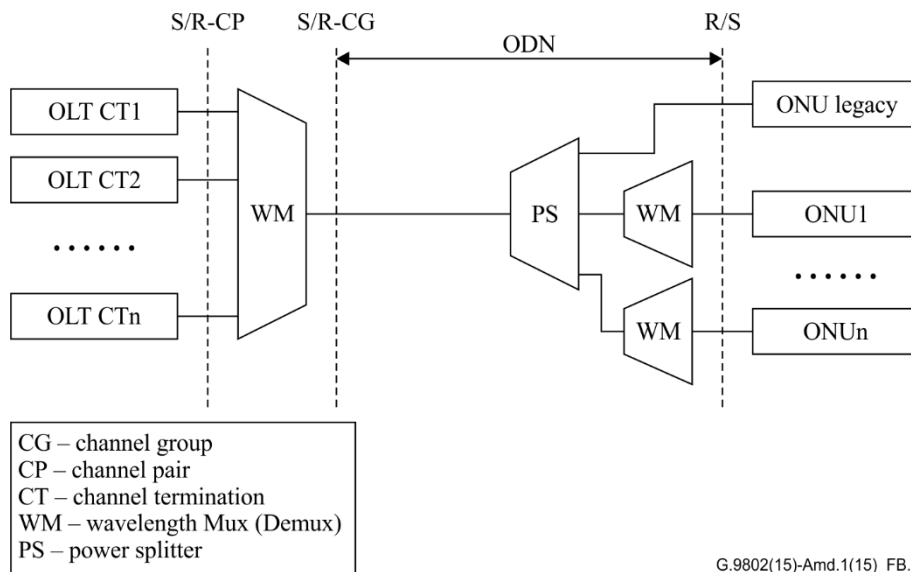 S/R-CP
S/R-CG
ODN
R/S
OLT CT1
OLT CT2
OLT CTn
WM
PS
WM
WM
ONU legacy
ONU1
ONUn
CG – channel group
CP – channel pair
CT – channel termination
WM – wavelength Mux (Demux)
PS – power splitter
G.9802(15)-Amd.1(15)_FB.